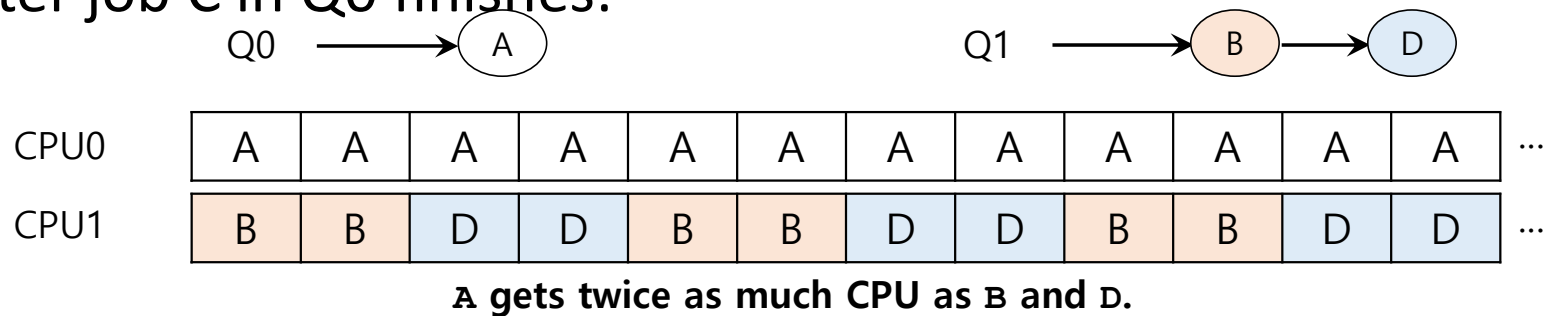 ter job C in Q0 finishes:
Q0 A Q1 B D
CPU0 A A A A A A A A A A A A ...
CPU1 B B D D B B D D B B D D ...
A gets twice as much CPU as B and D.